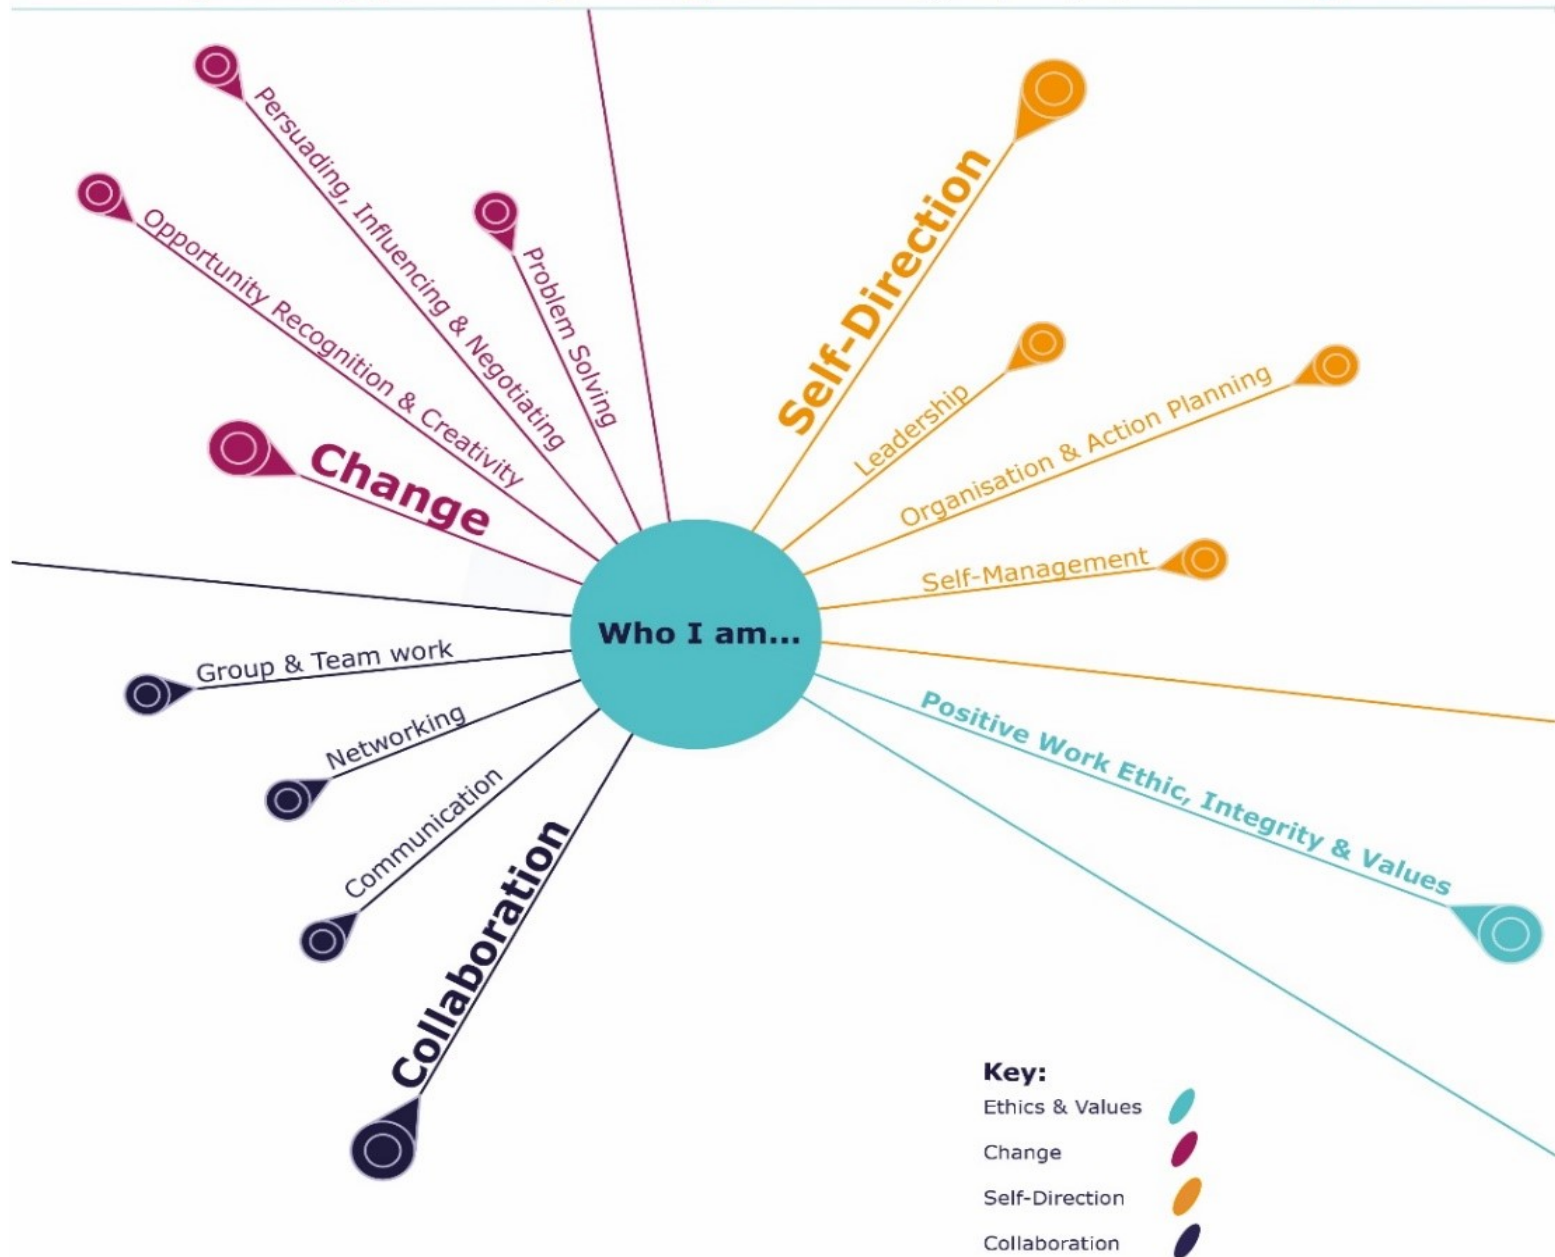 Persuading, Influencing & Negotiating
Opportunity Recognition & Creativity
Problem Solving
Change
Self-Direction
Leadership
Organisation & Action Planning
Self-Management
Who I am...
Group & Team work
Networking
Communication
Collaboration
Positive Work Ethic, Integrity & Values
Key:
Ethics & Values
Change
Self-Direction
Collaboration